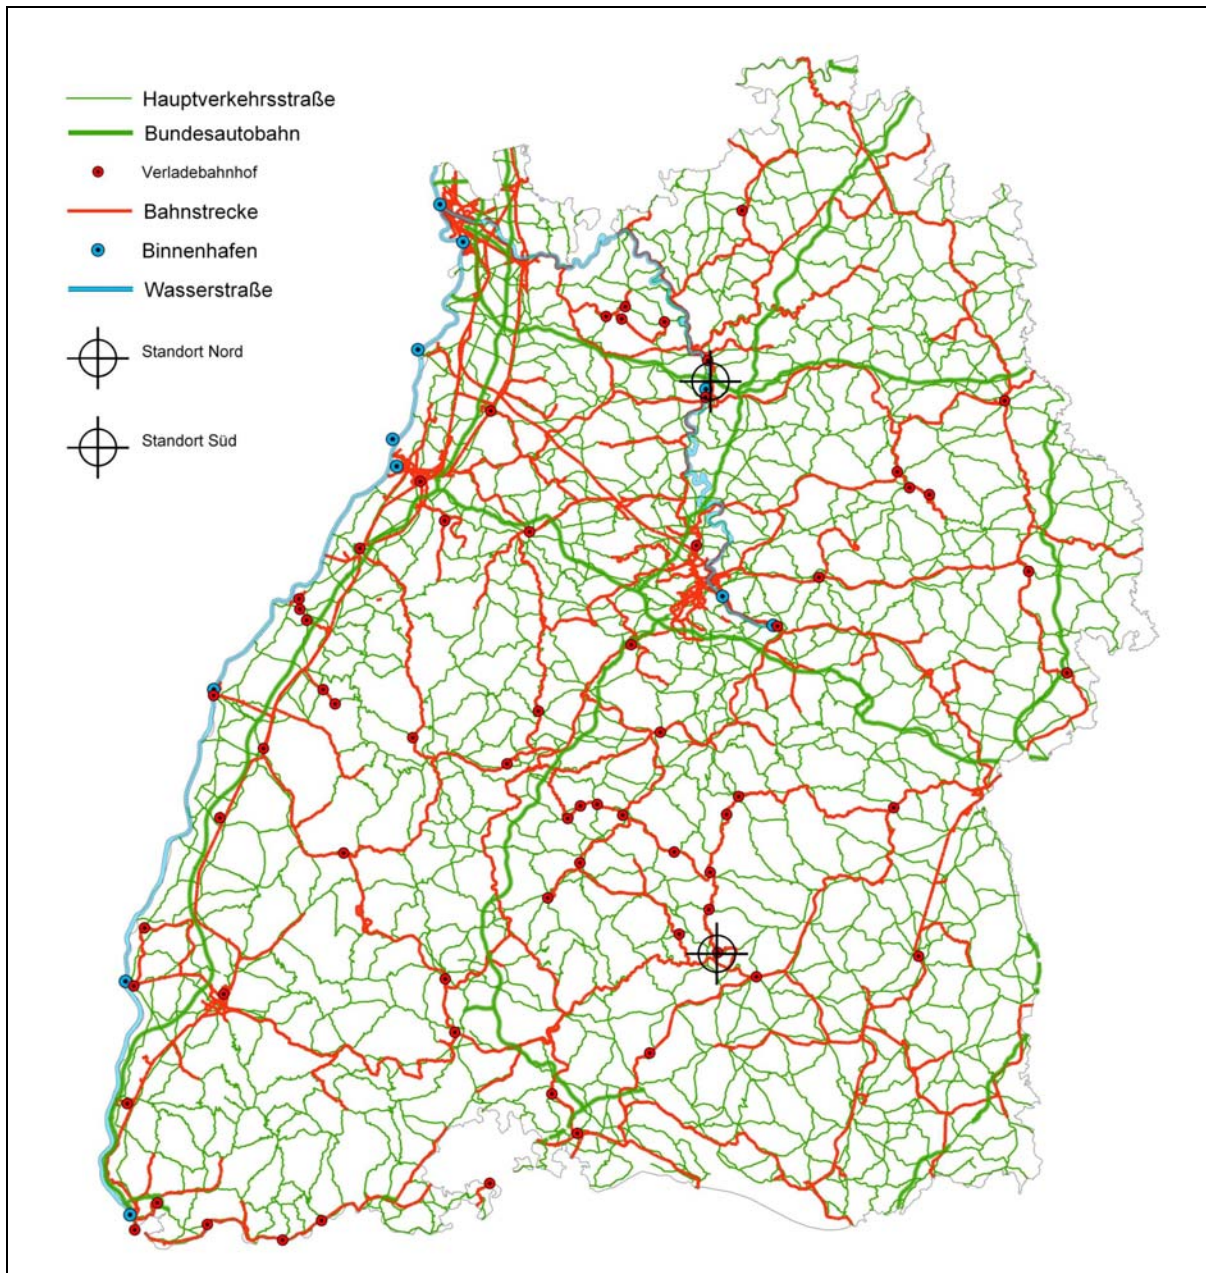 Hauptverkehrsstraße
Bundesautobahn
Verladebahnhof
Bahnstrecke
Binnenhafen
Wasserstraße
Standort Nord
Standort Süd